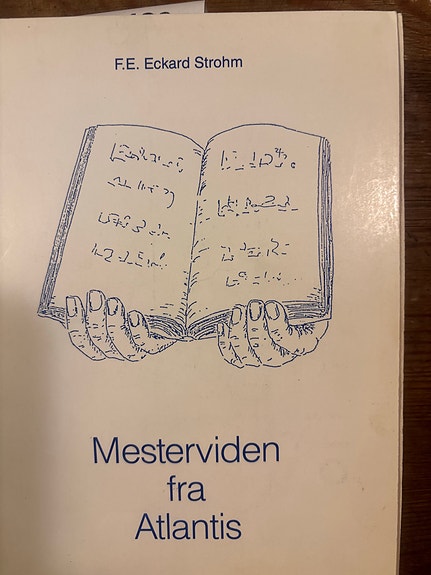 F.E. Eckard Strohm
Mesterviden
fra
Atlantis